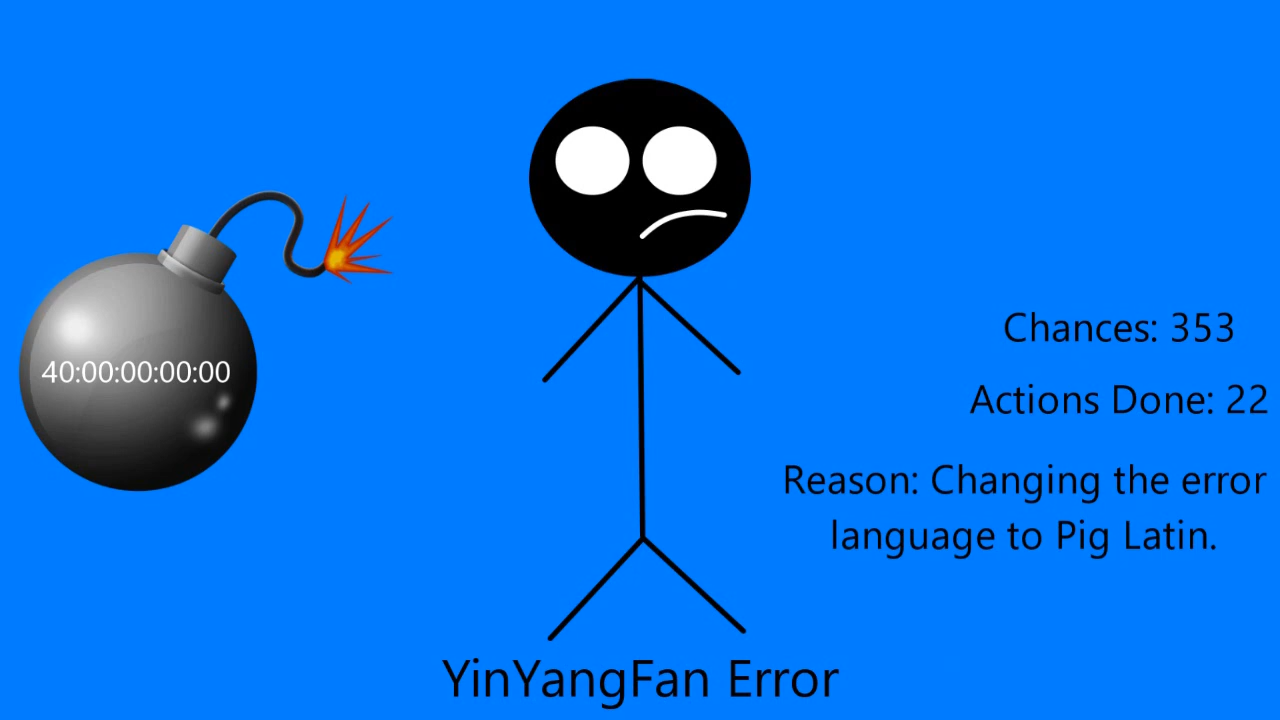 40:00:00:00:00
Chances: 353
Actions Done: 22
Reason: Changing the error
language to Pig Latin.
YinYangFan Error